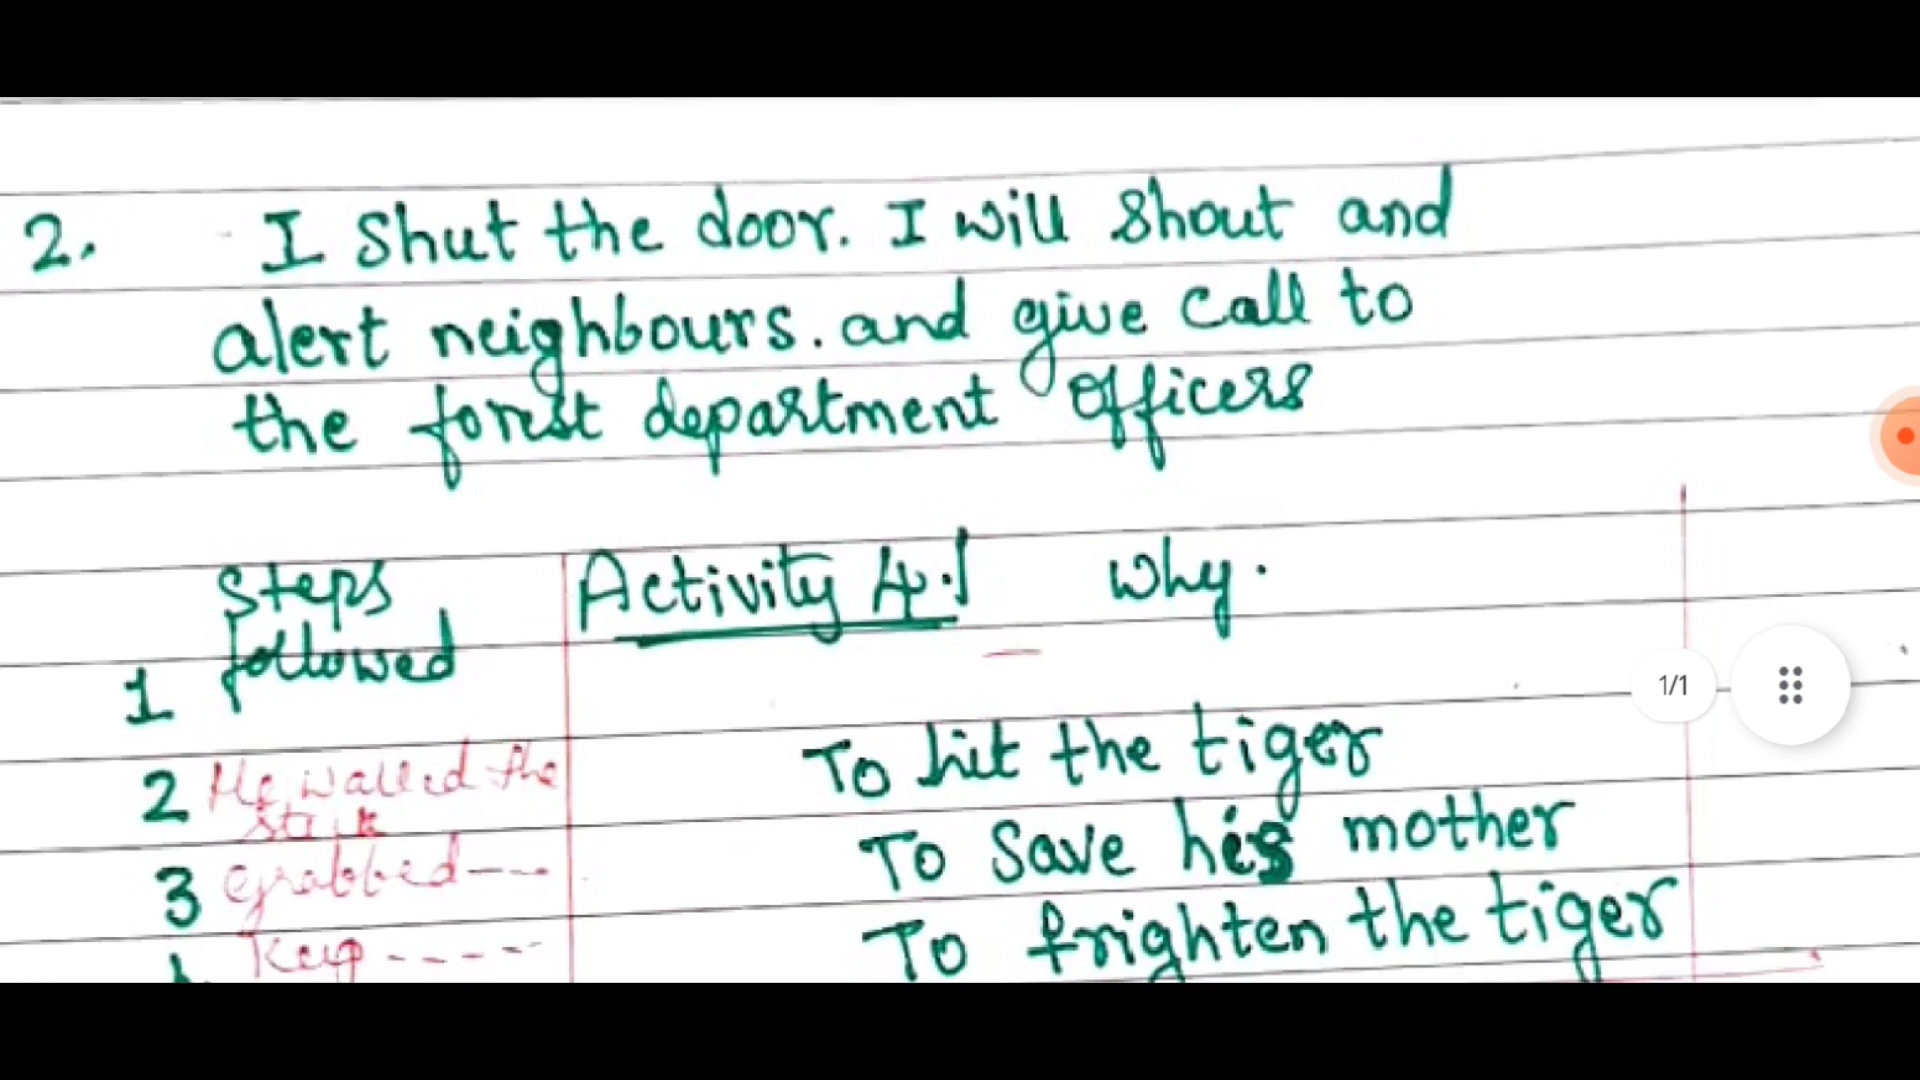 2. I shut the door. I will shout and
alert neighbours. and give call to
the forest department officers
Steps Activity 4.1 why.
followed
1
1/1
To hit the tiger
2 He the
stick
To save his mother
3 Grabbed ---
To frighten the tiger
-----